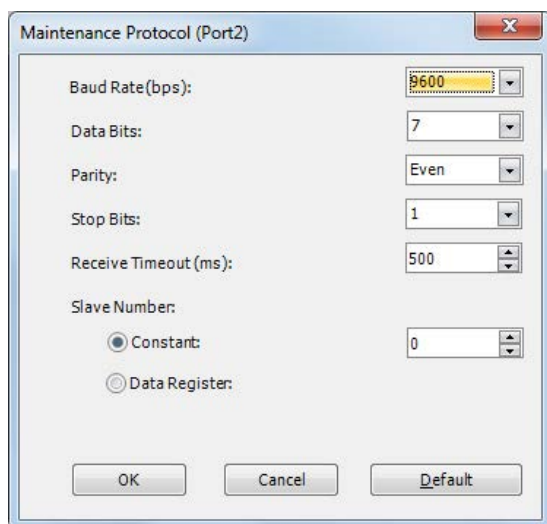 Maintenance Protocol (Port2)
Baud Rate(bps): 9600
Data Bits: 7
Parity: Even
Stop Bits: 1
Receive Timeout (ms): 500
Slave Number:
Constant: 0
Data Register:
OK Cancel Default